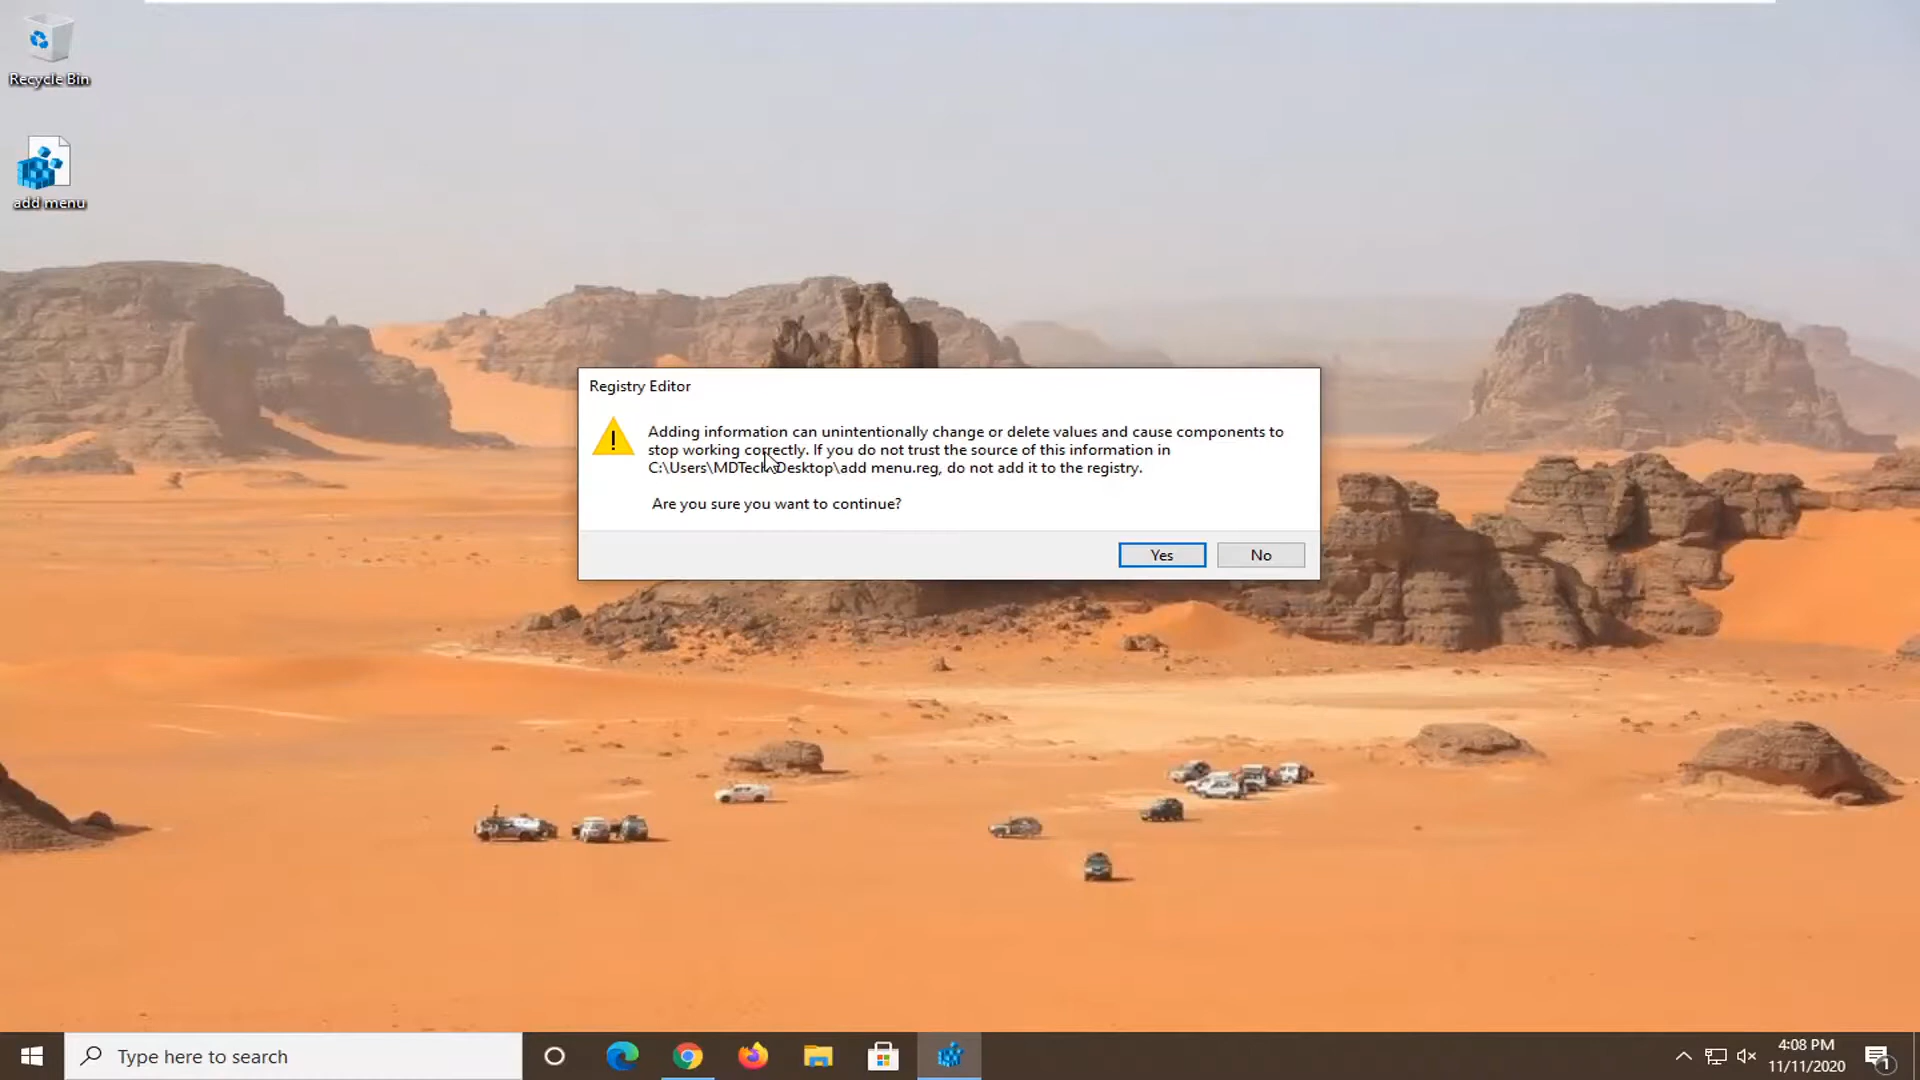 Recycle Bin
add menu
Registry Editor
Adding information can unintentionally change or delete values and cause components to
stop working correctly. If you do not trust the source of this information in
C:\Users\MDTech\Desktop\add menu.reg, do not add it to the registry.
Are you sure you want to continue?
Yes
No
Type here to search
4:08 PM
11/11/2020
1